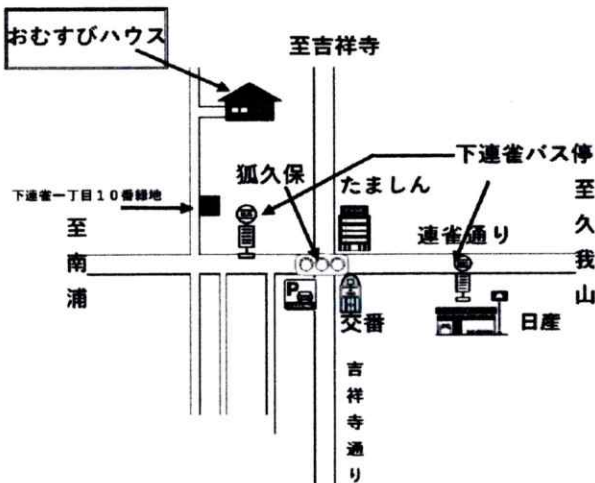 おむすびハウス
至吉祥寺
下連雀バス停
狐久保
たましん
至久我山
下連雀一丁目10番緑地
連雀通り
至南浦
P
交番
日産
吉祥寺通り